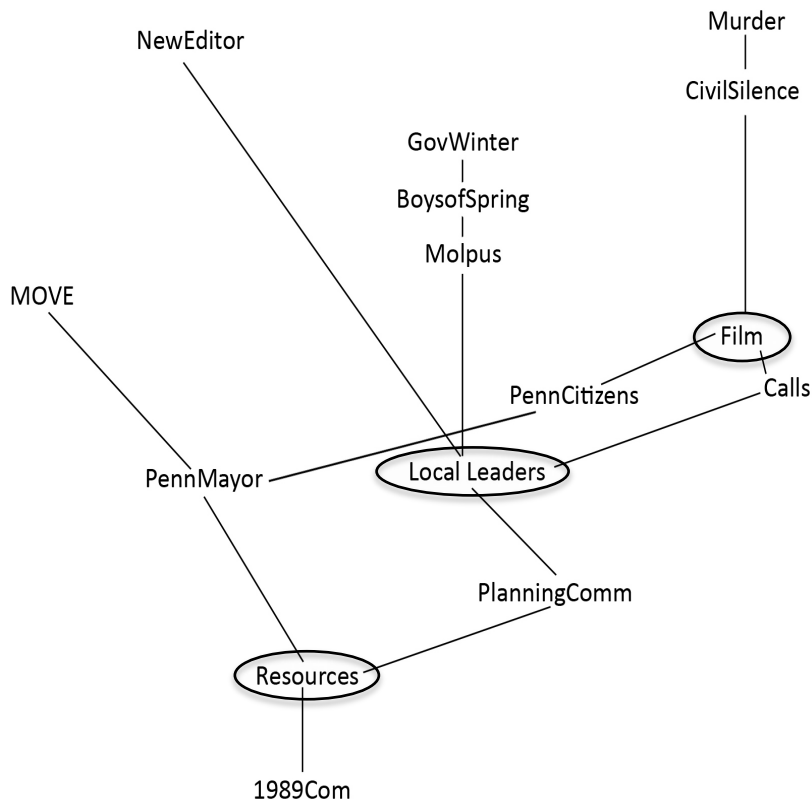 Murder
NewEditor
CivilSilence
GovWinter
BoysofSpring
Molpus
MOVE
Film
Calls
PennCitizens
Local Leaders
PennMayor
PlanningComm
Resources
1989Com